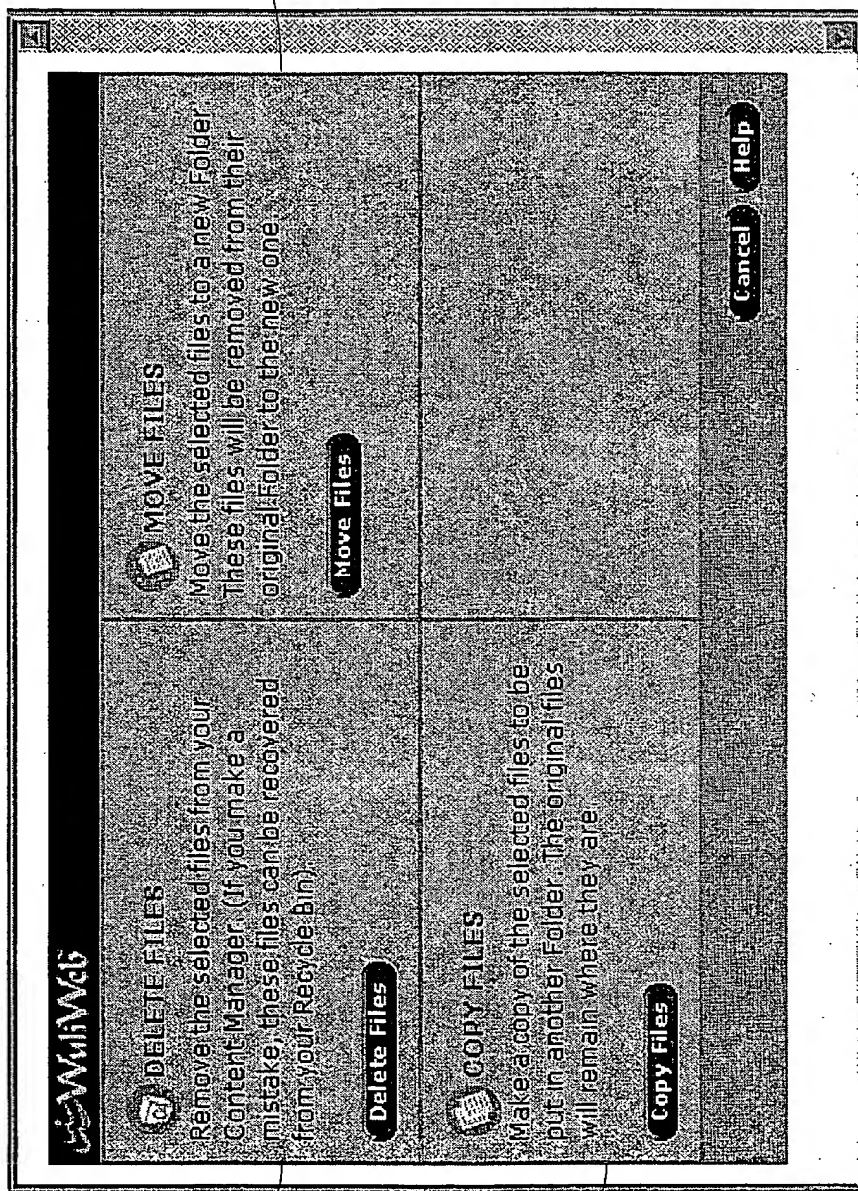 WuliWeb
DELETE FILES
Remove the selected files from your
Content Manager. (If you make a
mistake, these files can be recovered
from your Recycle Bin)
Delete Files
MOVE FILES
Move the selected files to a new Folder
These files will be removed from their
original Folder to the new one
Move Files
COPY FILES
Make a copy of the selected files to be
put in another Folder. The original files
will remain where they are
Copy Files
Cancel
Help